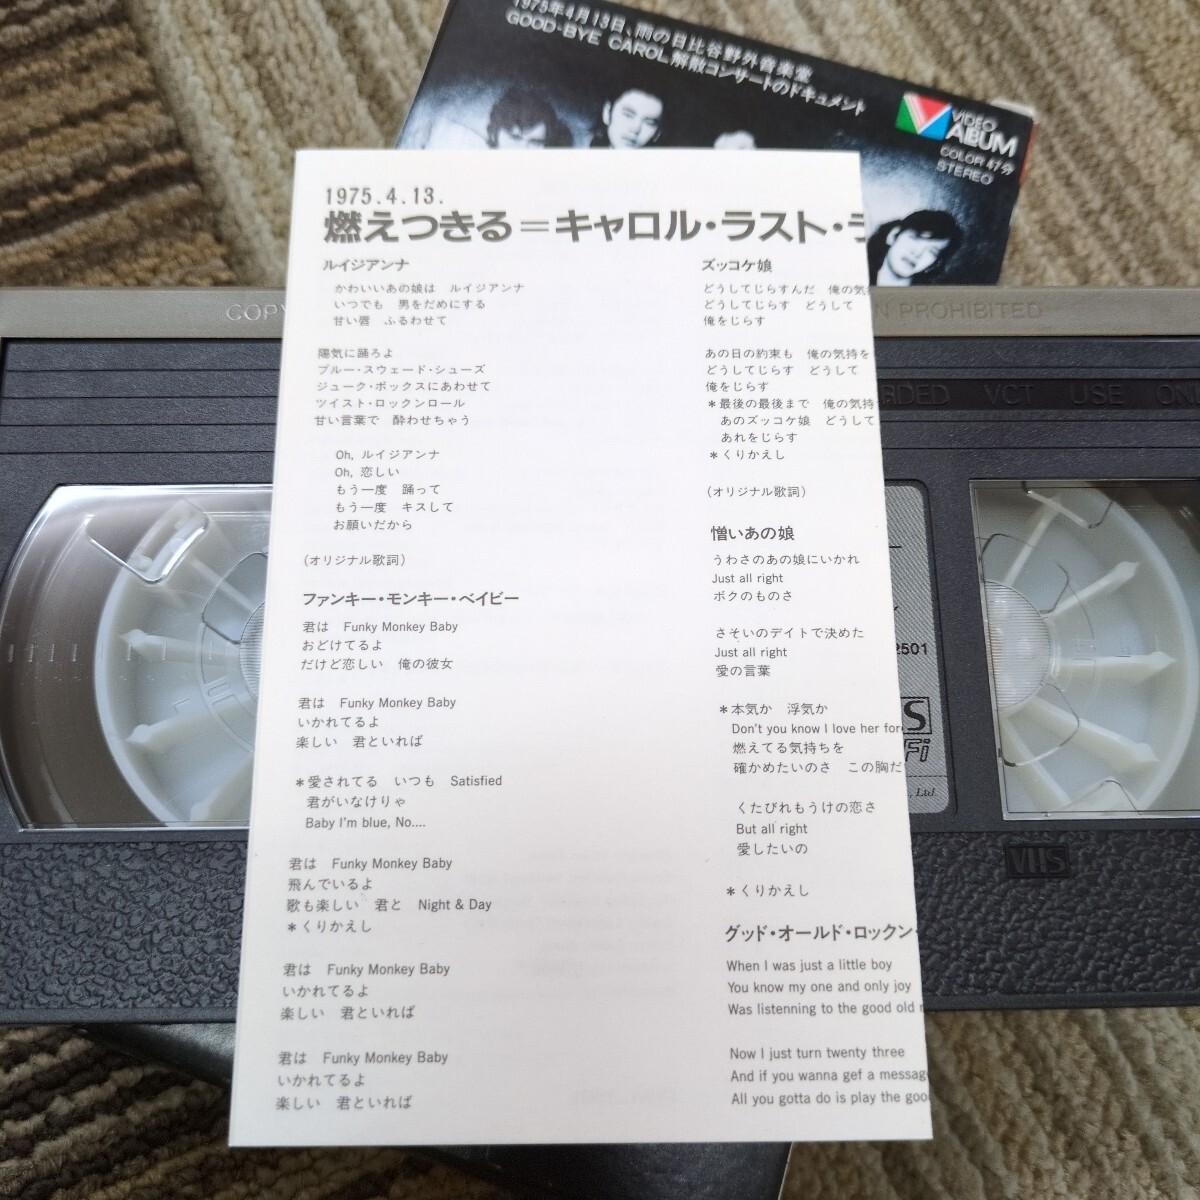 1975年4月13日、雨の日比谷野外音楽堂
GOOD-BYE CAROL解散コンサートのドキュメント
VIDEO
ALBUM
COLOR 47分
STEREO
1975.4.13.
燃えつきる=キャロル・ラスト・ラ
ルイジアンナ
かわいいあの娘は ルイジアンナ
いつでも 男をだめにする
甘い唇 ふるわせて
陽気に踊ろよ
ブルー・スウェード・シューズ
ジューク・ボックスにあわせて
ツイスト・ロックンロール
甘い言葉で 酔わせちゃう
Oh, ルイジアンナ
Oh, 恋しい
もう一度 踊って
もう一度 キスして
お願いだから
(オリジナル歌詞)
ファンキー・モンキー・ベイビー
君は Funky Monkey Baby
おどけてるよ
だけど恋しい 俺の彼女
君は Funky Monkey Baby
いかれてるよ
楽しい 君といれば
*愛されてる いつも Satisfied
君がいなけりゃ
Baby I'm blue, No....
君は Funky Monkey Baby
飛んでいるよ
歌も楽しい 君と Night & Day
*くりかえし
君は Funky Monkey Baby
いかれてるよ
楽しい 君といれば
君は Funky Monkey Baby
いかれてるよ
楽しい 君といれば
ズッコケ娘
どうしてじらすんだ 俺の気持
どうしてじらす どうして
俺をじらす
あの日の約束も 俺の気持を
どうしてじらす どうして
俺をじらす
*最後の最後まで 俺の気持
あのズッコケ娘 どうして
あれをじらす
*くりかえし
(オリジナル歌詞)
憎いあの娘
うわさのあの娘にいかれ
Just all right
ボクのものさ
さそいのデイトで決めた
Just all right
愛の言葉
*本気か 浮気か
Don't you know I love her for
燃えてる気持ちを
確かめたいのさ この胸だ
くたびれもうけの恋さ
But all right
愛したいの
*くりかえし
グッド・オールド・ロックン・
When I was just a little boy
You know my one and only joy
Was listenning to the good old
Now I just turn twenty three
And if you wanna gef a messag
All you gotta do is play the goo
COPY
N PROHIBITED
RDED VCT USE ON
2501
S
Fi
, Ltd.
VHS